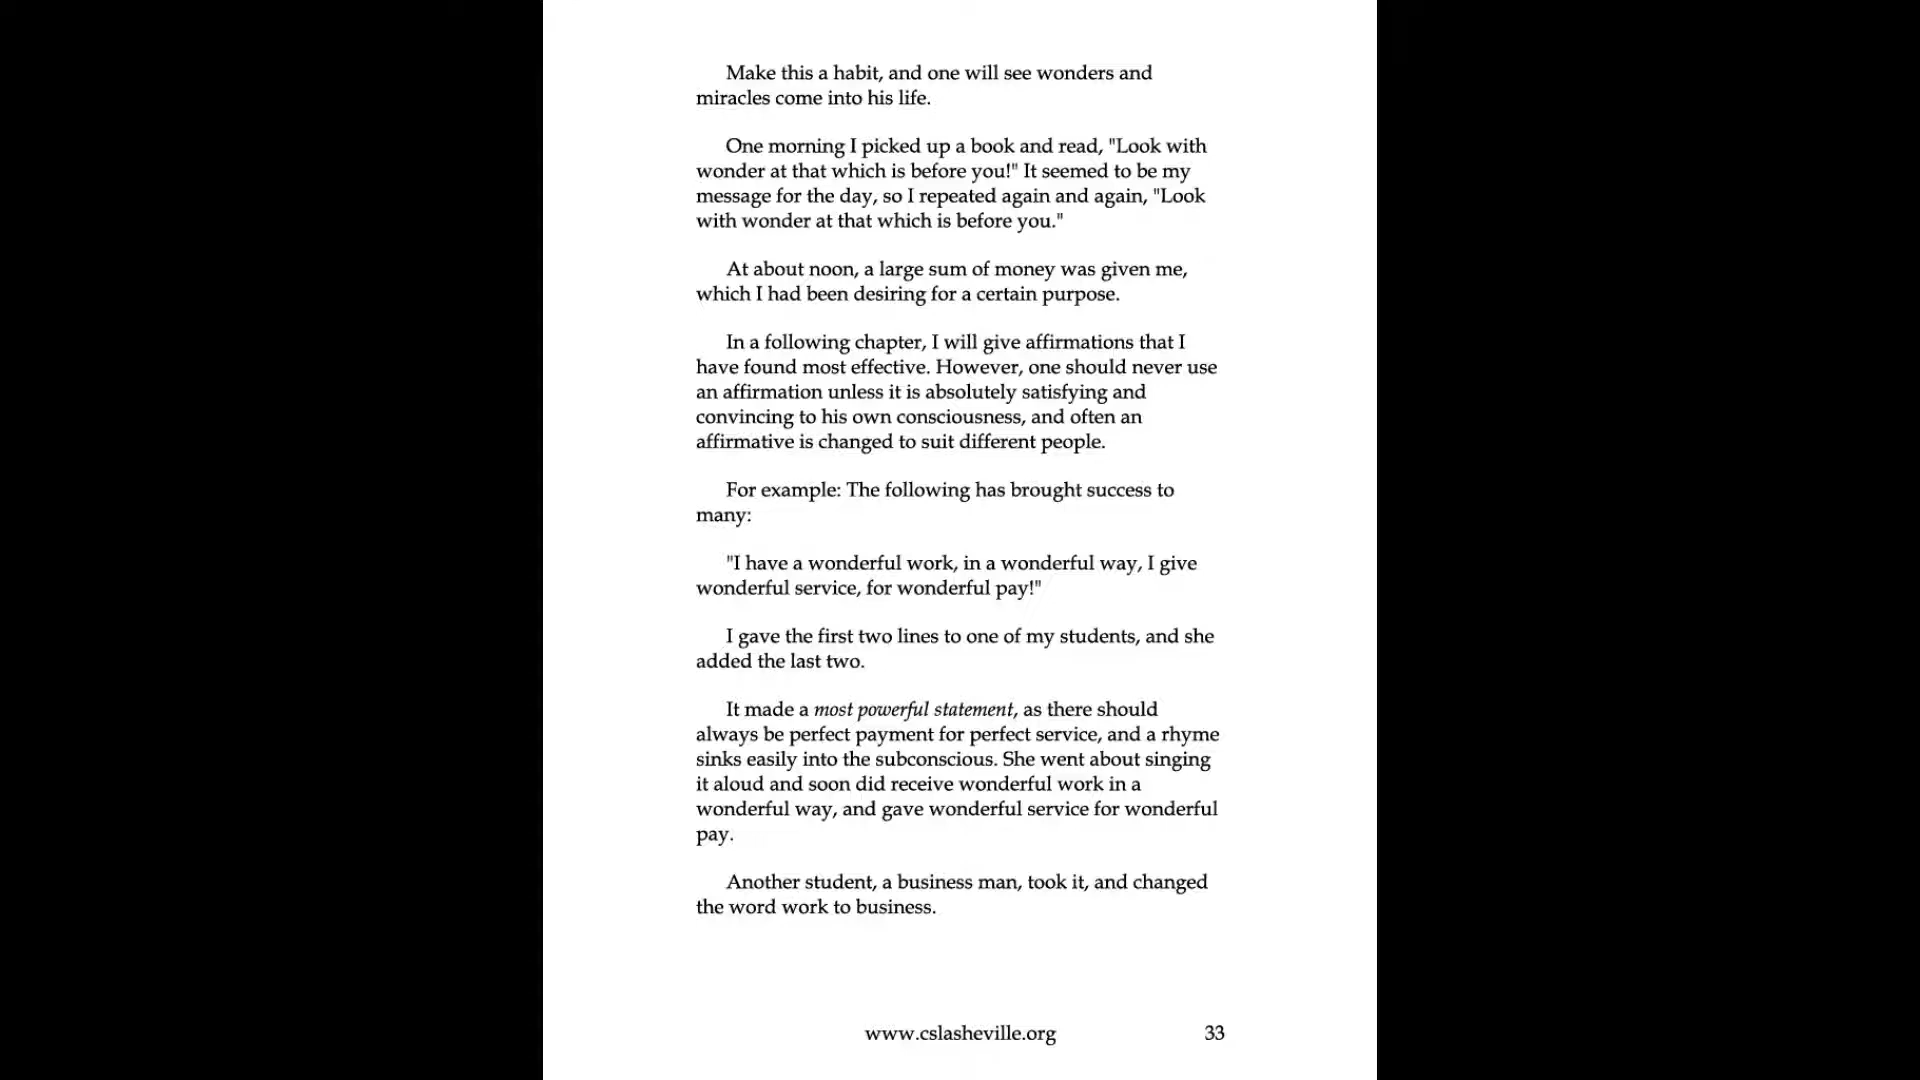 Make this a habit, and one will see wonders and
miracles come into his life.
One morning I picked up a book and read, "Look with
wonder at that which is before you!" It seemed to be my
message for the day, so I repeated again and again, "Look
with wonder at that which is before you."
At about noon, a large sum of money was given me,
which I had been desiring for a certain purpose.
In a following chapter, I will give affirmations that I
have found most effective. However, one should never use
an affirmation unless it is absolutely satisfying and
convincing to his own consciousness, and often an
affirmative is changed to suit different people.
For example: The following has brought success to
many:
"I have a wonderful work, in a wonderful way, I give
wonderful service, for wonderful pay!"
I gave the first two lines to one of my students, and she
added the last two.
It made a most powerful statement, as there should
always be perfect payment for perfect service, and a rhyme
sinks easily into the subconscious. She went about singing
it aloud and soon did receive wonderful work in a
wonderful way, and gave wonderful service for wonderful
pay.
Another student, a business man, took it, and changed
the word work to business.
www.cslasheville.org 33